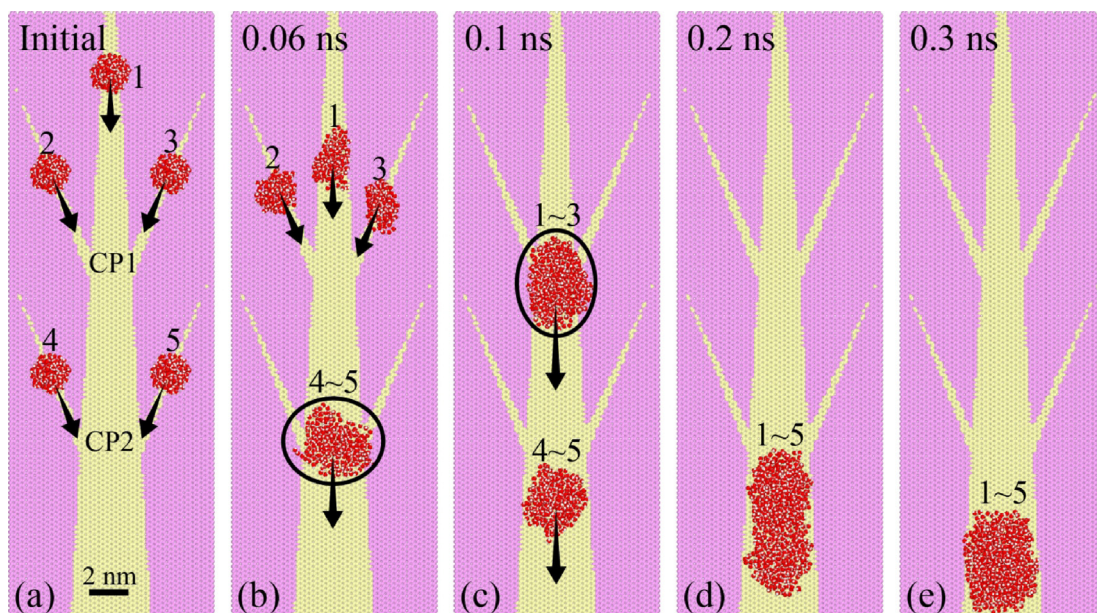 Initial
1
2
3
CP1
4
5
CP2
2 nm
(a)
0.06 ns
1
2
3
4~5
(b)
0.1 ns
1~3
4~5
(c)
0.2 ns
1~5
(d)
0.3 ns
1~5
(e)